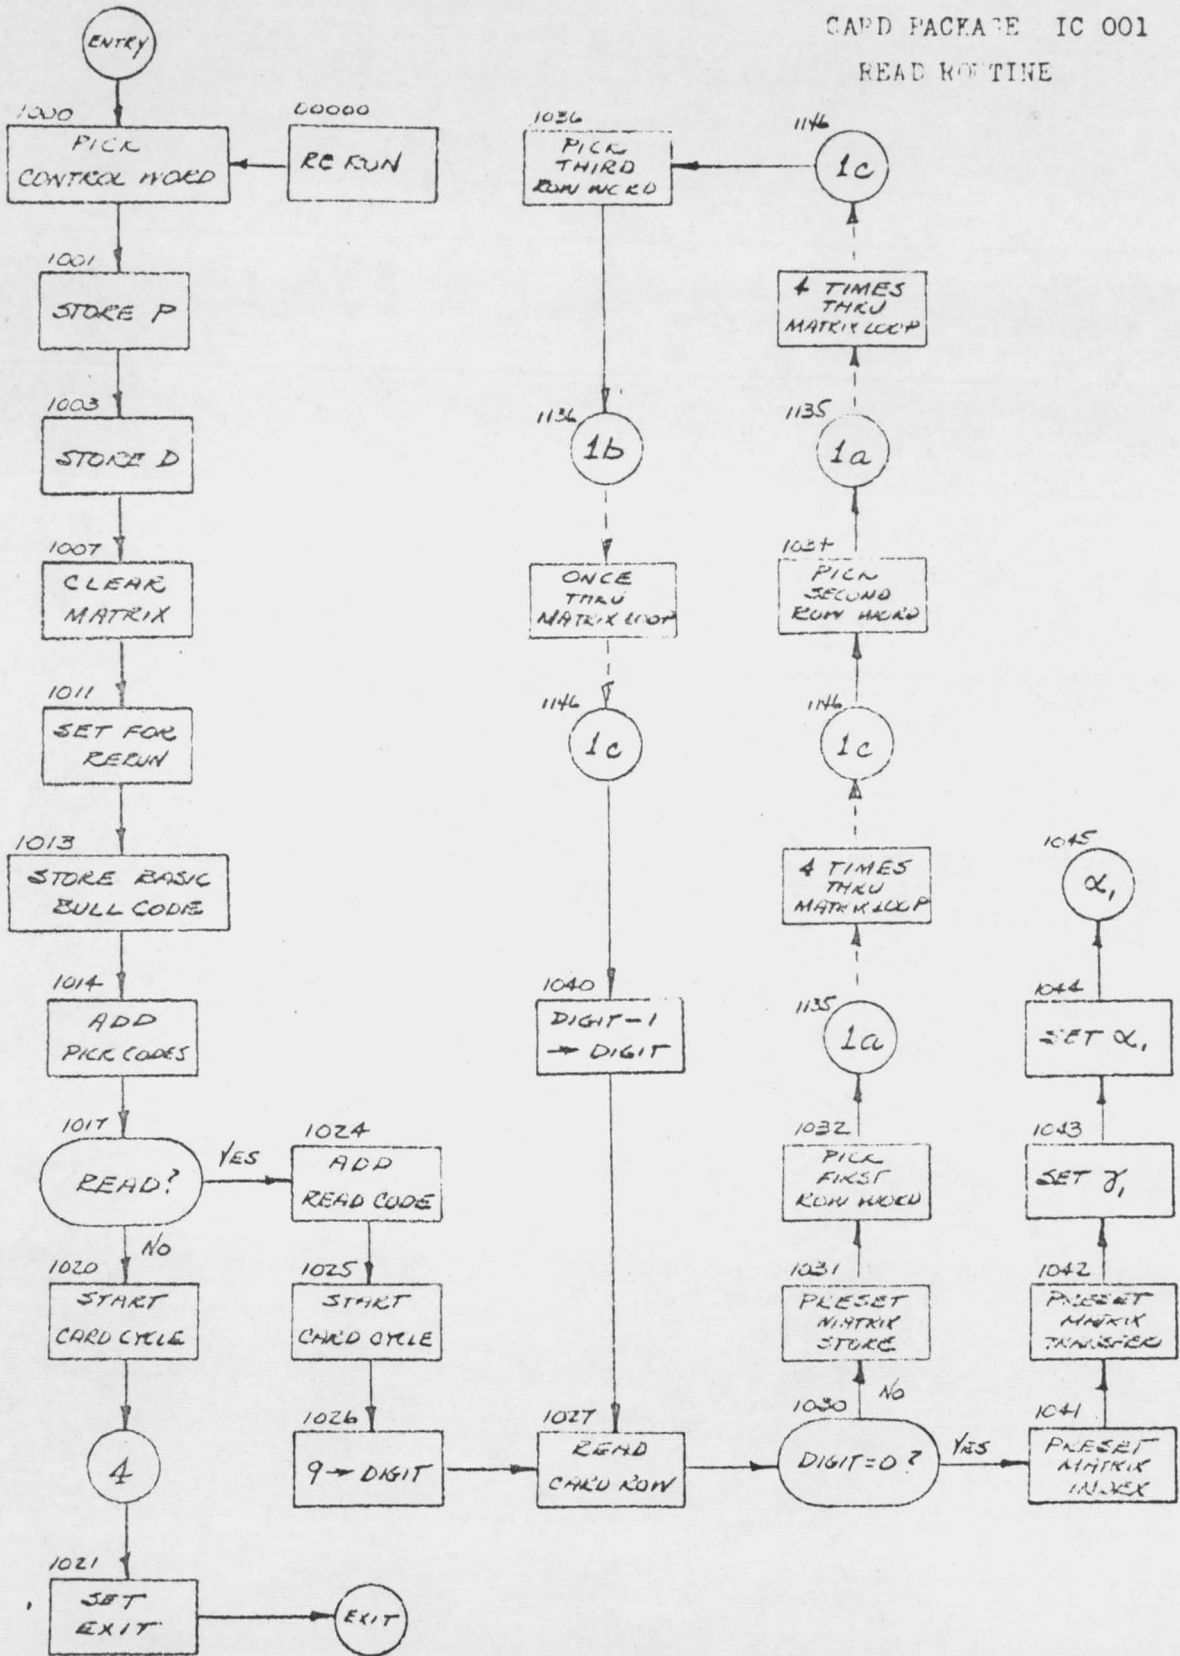 CARD PACKAGE IC 001
READ ROUTINE
ENTRY
1000
PICK
CONTROL WORD
00000
RERUN
1001
STORE P
1003
STORE D
1007
CLEAR
MATRIX
1011
SET FOR
RERUN
1013
STORE BASIC
BULL CODE
1014
ADD
PICK CODES
1017
READ?
YES
NO
1020
START
CARD CYCLE
4
1021
SET
EXIT
EXIT
1024
ADD
READ CODE
1025
START
CARD CYCLE
1026
9 → DIGIT
1036
PICK
THIRD
ROW WORD
1136
1b
ONCE
THRU
MATRIX LOOP
1146
1c
1040
DIGIT-1
→ DIGIT
1027
READ
CARD ROW
1146
1c
4 TIMES
THRU
MATRIX LOOP
1135
1a
1034
PICK
SECOND
ROW WORD
1146
1c
4 TIMES
THRU
MATRIX LOOP
1135
1a
1032
PICK
FIRST
ROW WORD
1031
PRESET
MATRIX
STORE
1030
NO
DIGIT=0?
YES
1045
α,
1044
SET α,
1043
SET γ,
1042
PRESET
MATRIX
TRANSFER
1041
PRESET
MATRIX
INDEX